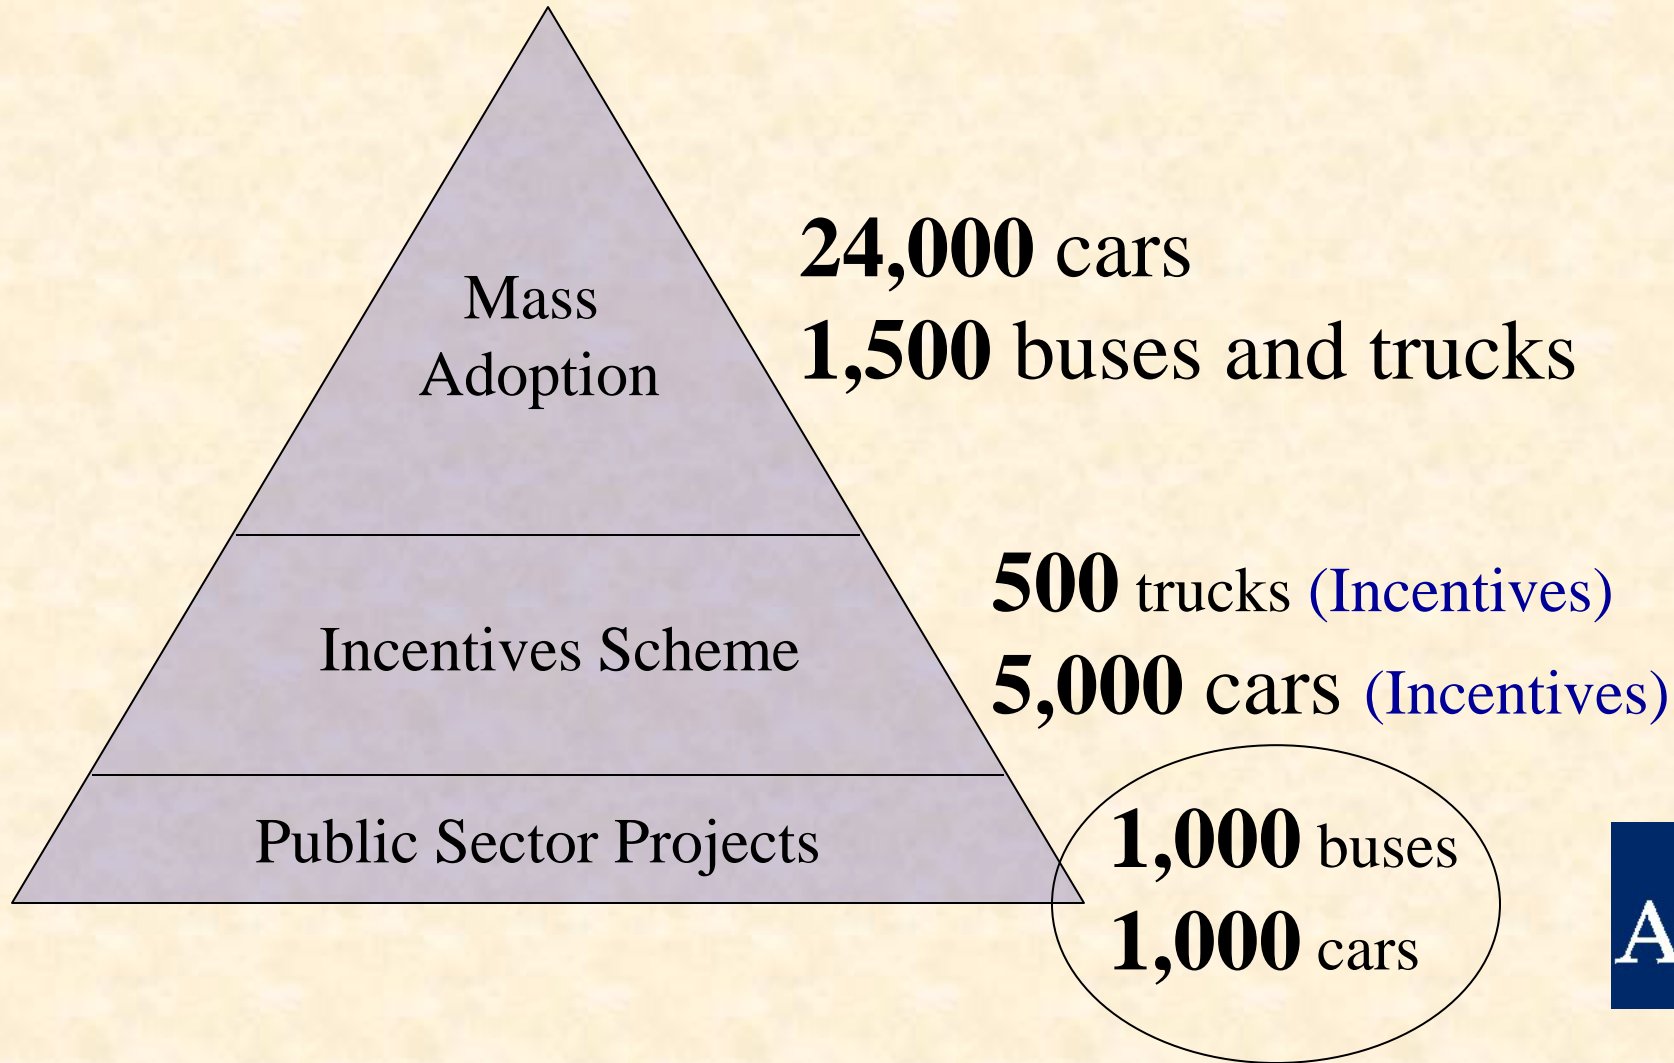 Mass
Adoption
24,000 cars
1,500 buses and trucks
Incentives Scheme
500 trucks (Incentives)
5,000 cars (Incentives)
Public Sector Projects
1,000 buses
1,000 cars
A